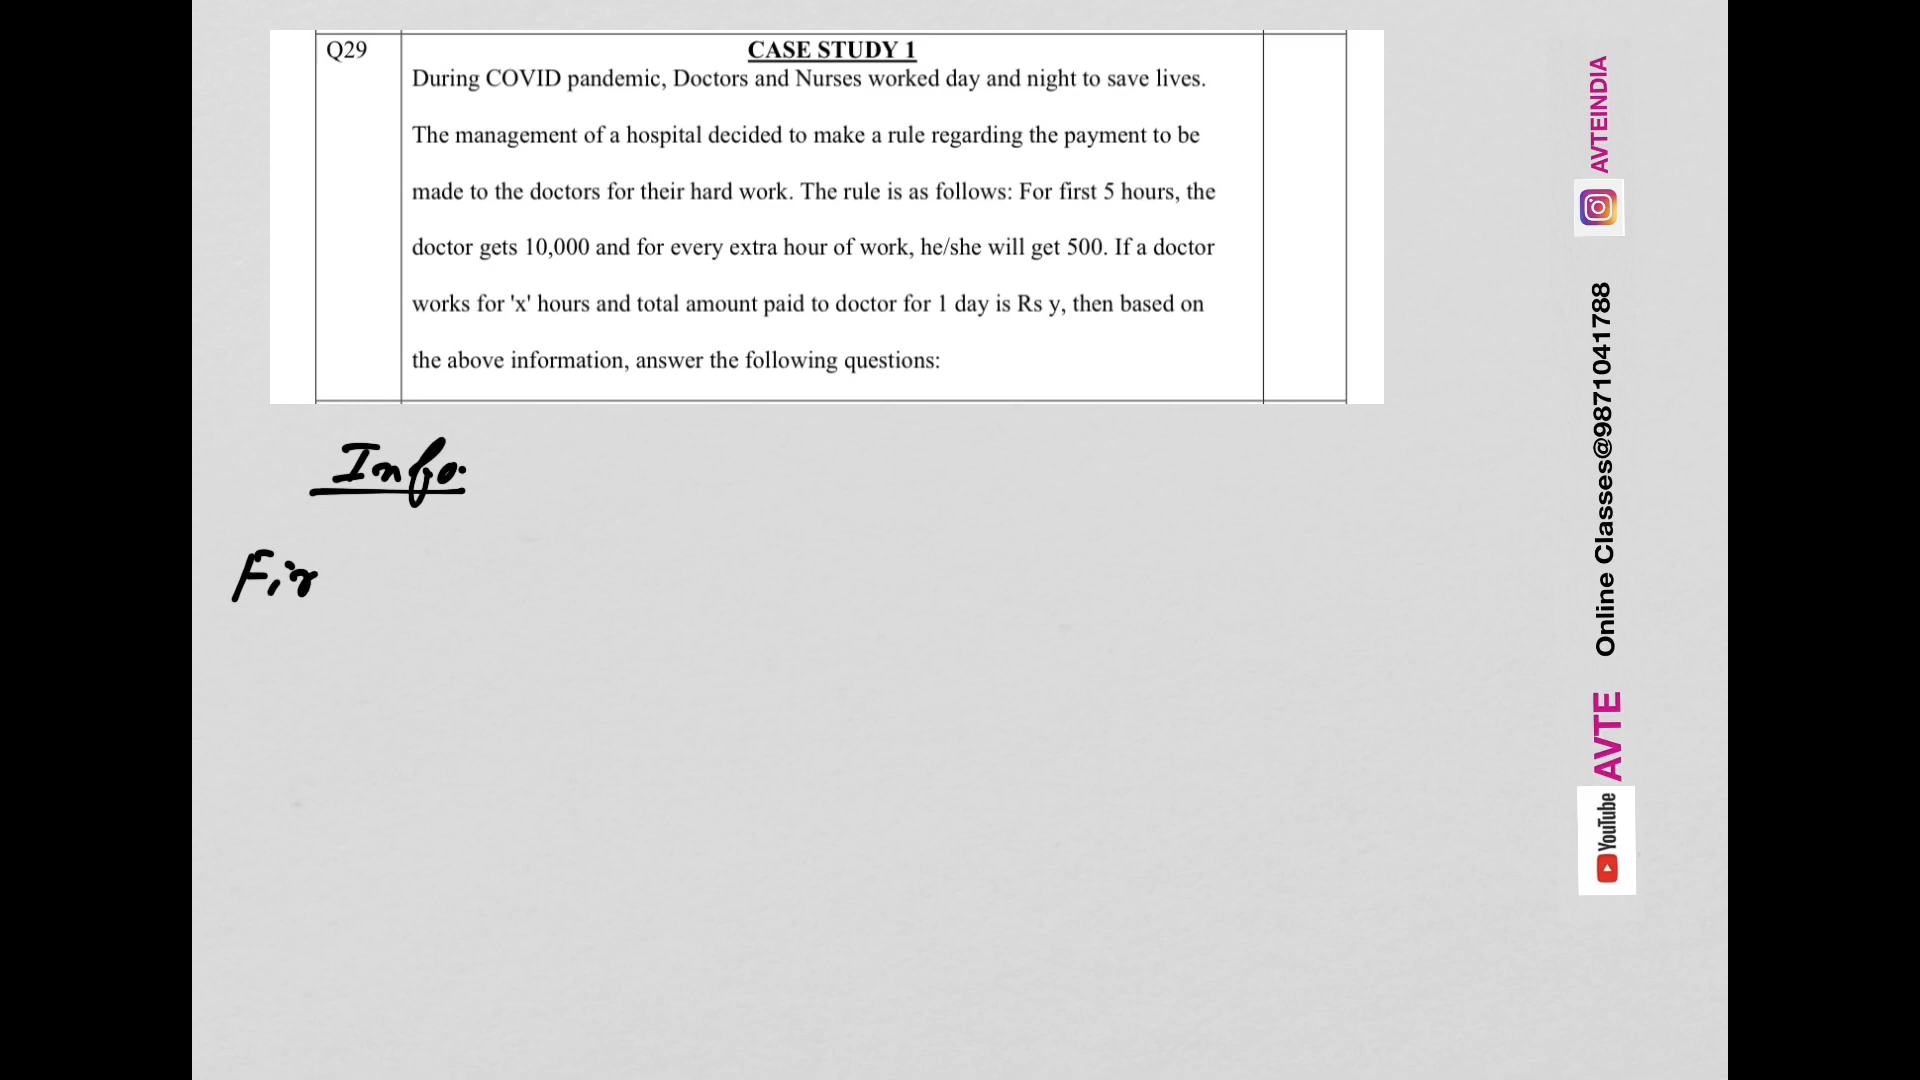 Q29
CASE STUDY 1
During COVID pandemic, Doctors and Nurses worked day and night to save lives.
The management of a hospital decided to make a rule regarding the payment to be
made to the doctors for their hard work. The rule is as follows: For first 5 hours, the
doctor gets 10,000 and for every extra hour of work, he/she will get 500. If a doctor
works for 'x' hours and total amount paid to doctor for 1 day is Rs y, then based on
the above information, answer the following questions:
Info.
Fir
AVTEINDIA
Online Classes@9871041788
AVTE
YouTube